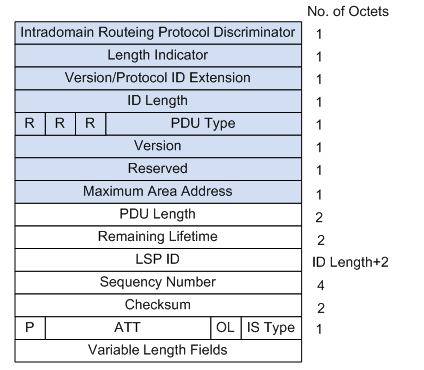 No. of Octets
Intradomain Routeing Protocol Discriminator 1
Length Indicator 1
Version/Protocol ID Extension 1
ID Length 1
R R R PDU Type 1
Version 1
Reserved 1
Maximum Area Address 1
PDU Length 2
Remaining Lifetime 2
LSP ID ID Length+2
Sequency Number 4
Checksum 2
P ATT OL IS Type 1
Variable Length Fields